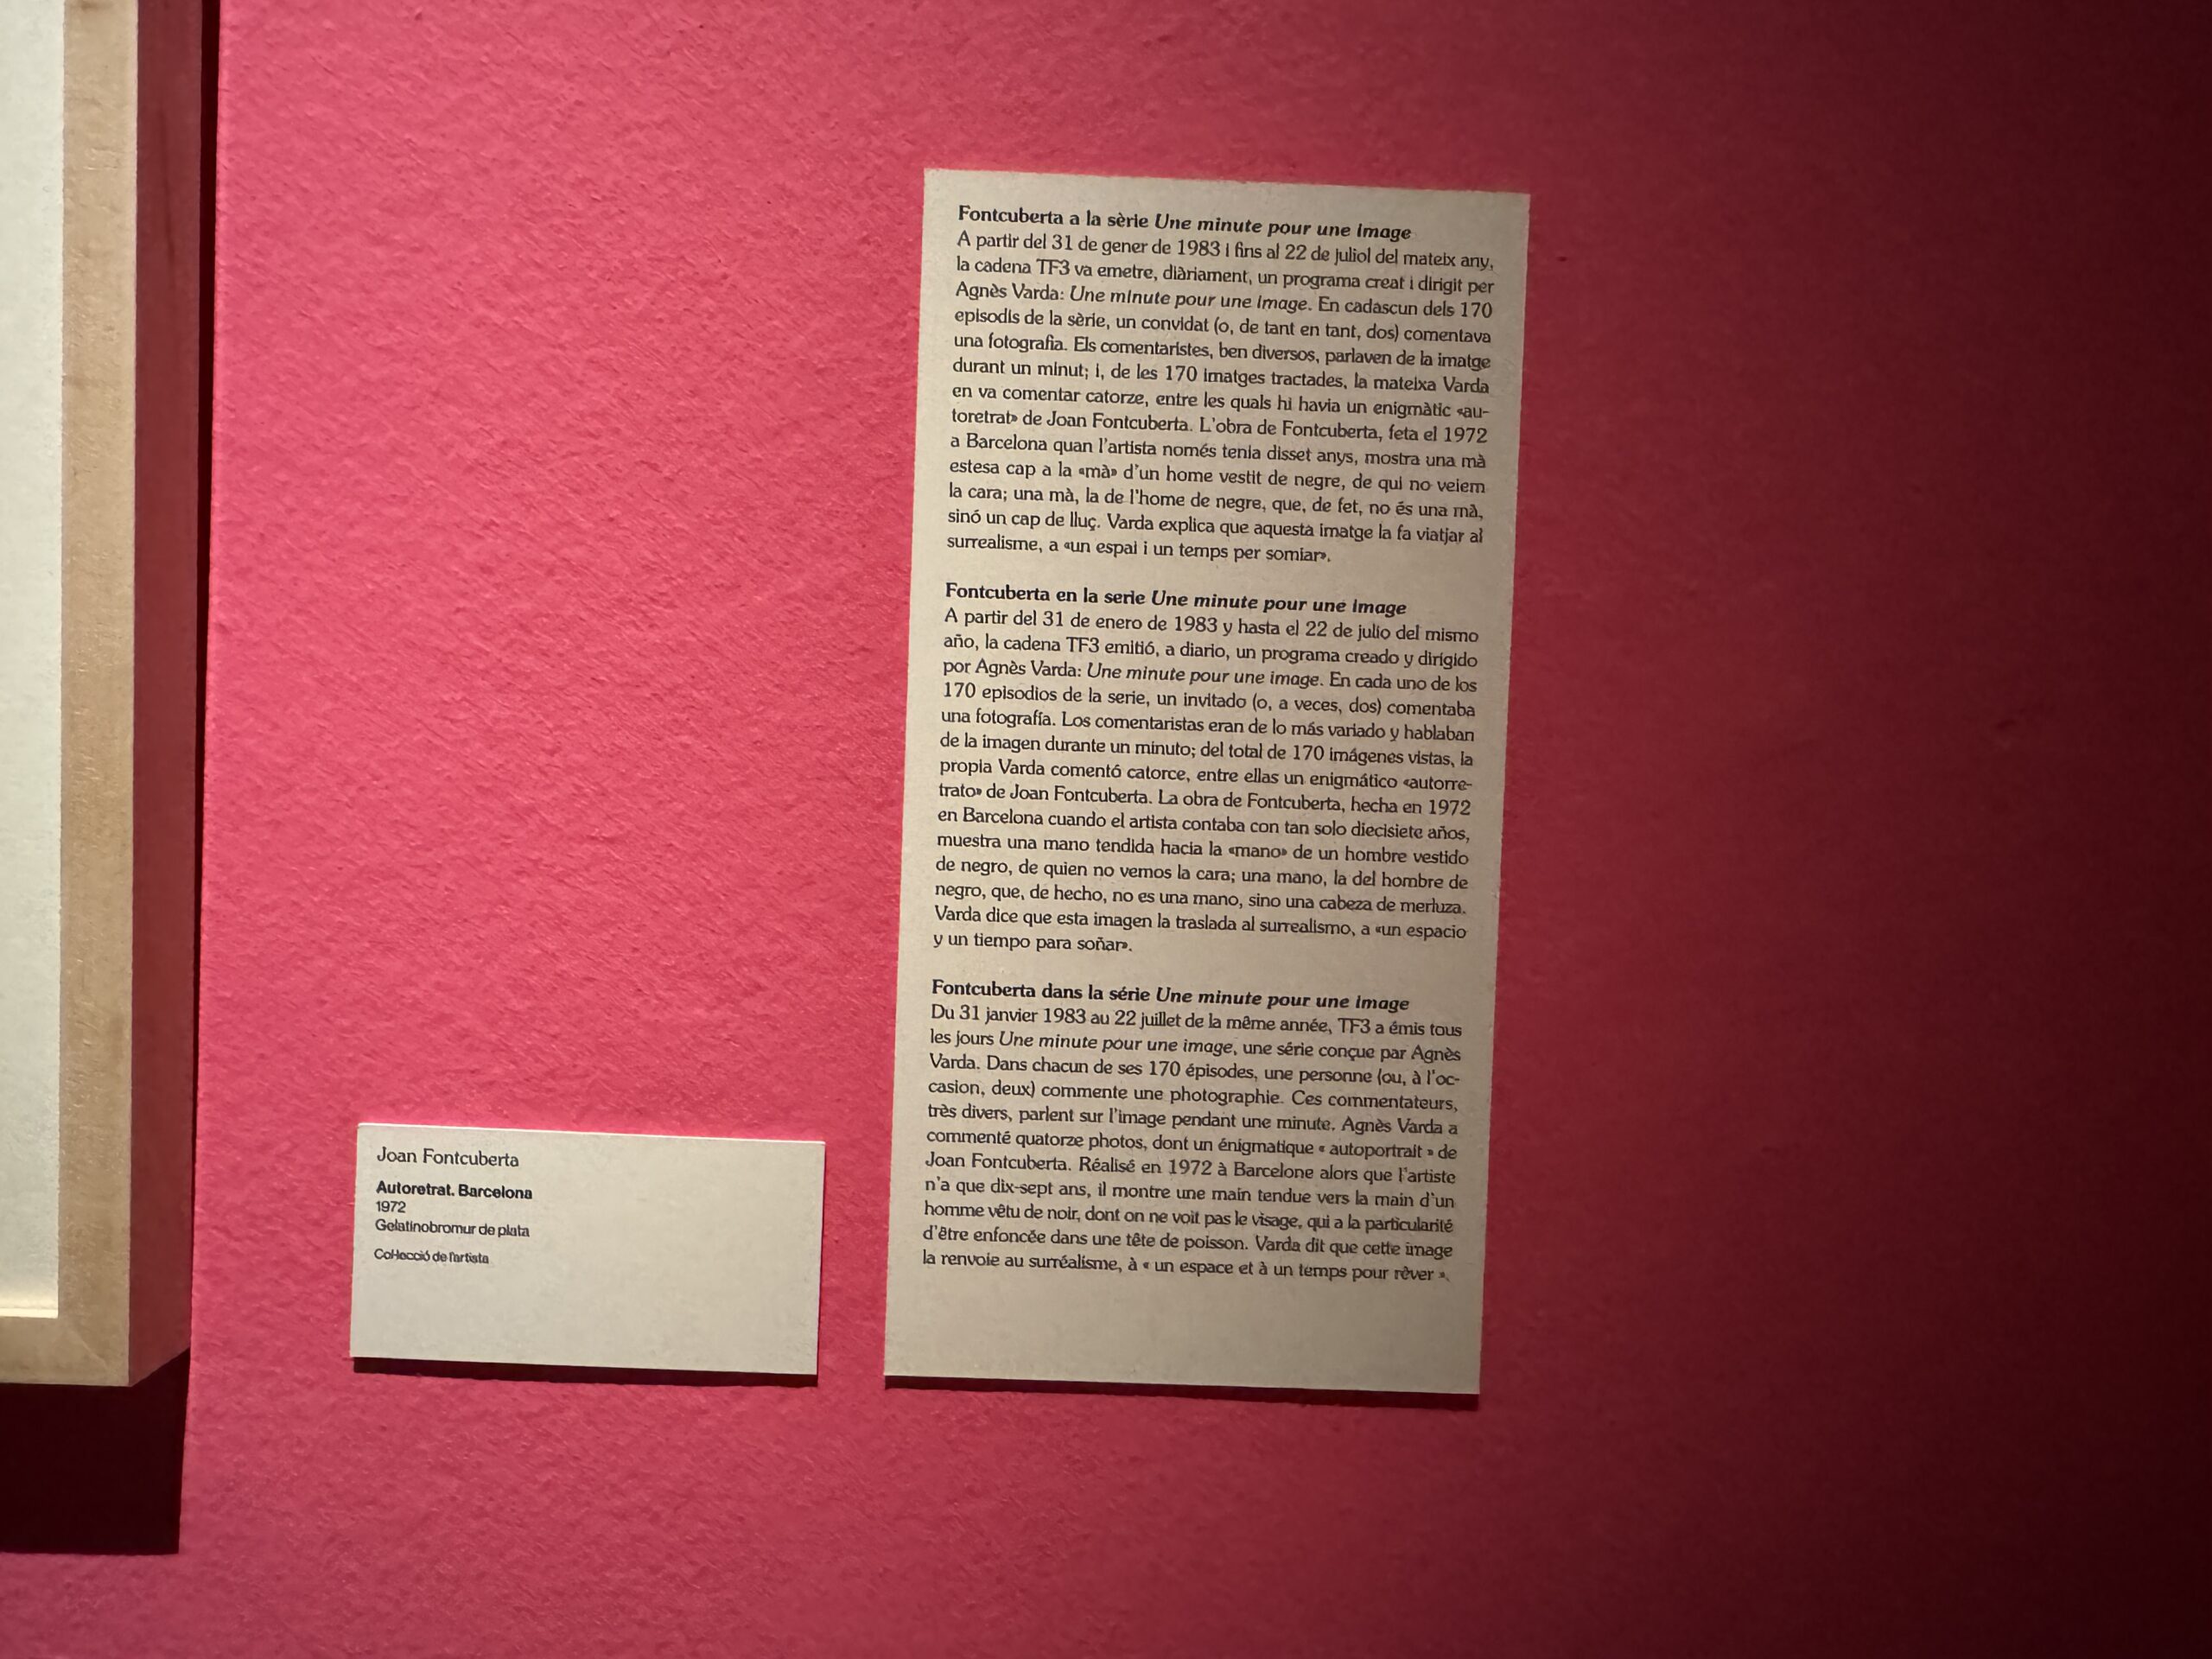 Joan Fontcuberta
Autoretrat. Barcelona
1972
Gelatinobromur de plata
Col·lecció de l'artista
Fontcuberta a la sèrie Une minute pour une image
A partir del 31 de gener de 1983 i fins al 22 de juliol del mateix any,
la cadena TF3 va emetre, diàriament, un programa creat i dirigit per
Agnès Varda: Une minute pour une image. En cadascun dels 170
episodis de la sèrie, un convidat (o, de tant en tant, dos) comentava
una fotografia. Els comentaristes, ben diversos, parlaven de la imatge
durant un minut; i, de les 170 imatges tractades, la mateixa Varda
en va comentar catorze, entre les quals hi havia un enigmàtic «au-
toretrat» de Joan Fontcuberta. L'obra de Fontcuberta, feta el 1972
a Barcelona quan l'artista només tenia disset anys, mostra una mà
estesa cap a la «mà» d'un home vestit de negre, de qui no veiem
la cara; una mà, la de l'home de negre, que, de fet, no és una mà,
sinó un cap de lluç. Varda explica que aquesta imatge la fa viatjar al
surrealisme, a «un espai i un temps per somiar».
Fontcuberta en la serie Une minute pour une image
A partir del 31 de enero de 1983 y hasta el 22 de julio del mismo
año, la cadena TF3 emitió, a diario, un programa creado y dirigido
por Agnès Varda: Une minute pour une image. En cada uno de los
170 episodios de la serie, un invitado (o, a veces, dos) comentaba
una fotografía. Los comentaristas eran de lo más variado y hablaban
de la imagen durante un minuto; del total de 170 imágenes vistas, la
propia Varda comentó catorze, entre ellas un enigmático «autorre-
trato» de Joan Fontcuberta. La obra de Fontcuberta, hecha en 1972
en Barcelona cuando el artista contaba con tan solo diecisiete años,
muestra una mano tendida hacia la «mano» de un hombre vestido
de negro, de quien no vemos la cara; una mano, la del hombre de
negro, que, de hecho, no es una mano, sino una cabeza de merluza.
Varda dice que esta imagen la traslada al surrealismo, a «un espacio
y un tiempo para soñar».
Fontcuberta dans la série Une minute pour une image
Du 31 janvier 1983 au 22 juillet de la même année, TF3 a émis tous
les jours Une minute pour une image, une série conçue par Agnès
Varda. Dans chacun de ses 170 épisodes, une personne (ou, à l'oc-
casion, deux) commente une photographie. Ces commentateurs,
très divers, parlent sur l'image pendant une minute. Agnès Varda a
commenté quatorze photos, dont un énigmatique « autoportrait » de
Joan Fontcuberta. Réalisé en 1972 à Barcelone alors que l'artiste
n'a que dix-sept ans, il montre une main tendue vers la main d'un
homme vêtu de noir, dont on ne voit pas le visage, qui a la particularité
d'être enfoncée dans une tête de poisson. Varda dit que cette image
la renvoie au surréalisme, à « un espace et à un temps pour rêver ».